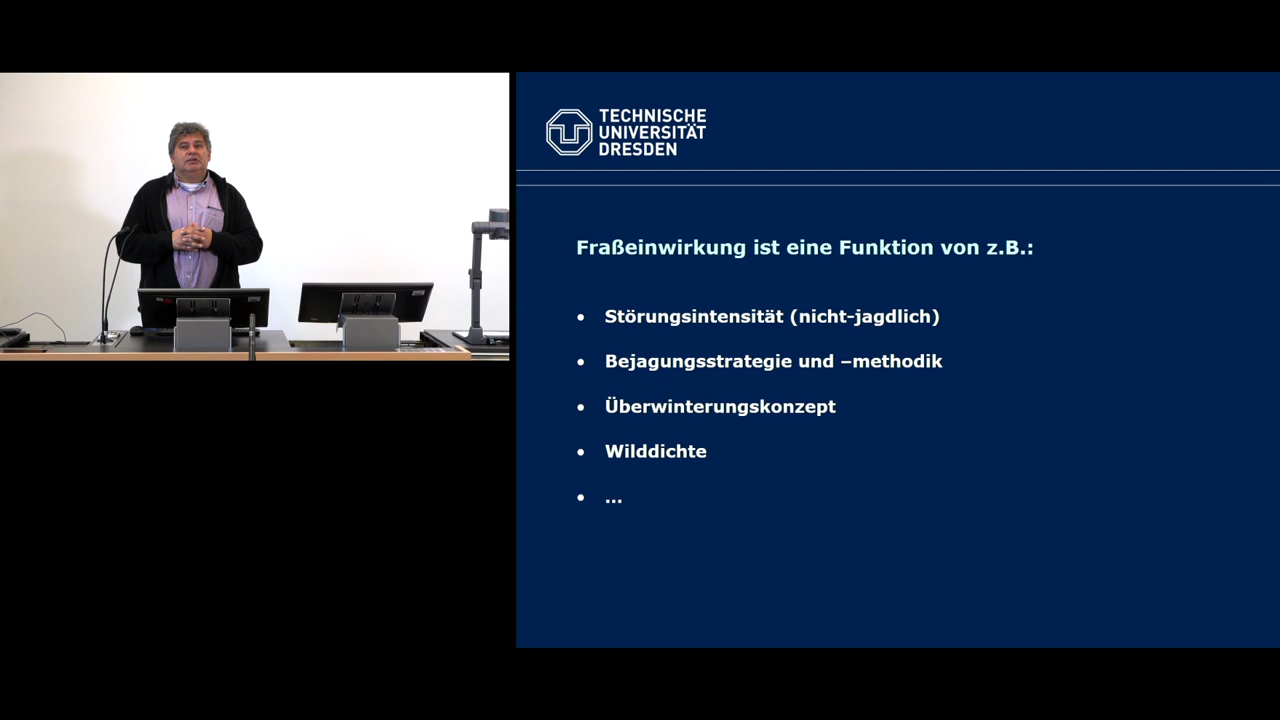 TECHNISCHE
UNIVERSITÄT
DRESDEN
Fraßeinwirkung ist eine Funktion von z.B.:
• Störungsintensität (nicht-jagdlich)
• Bejagungsstrategie und –methodik
• Überwinterungskonzept
• Wilddichte
• ...